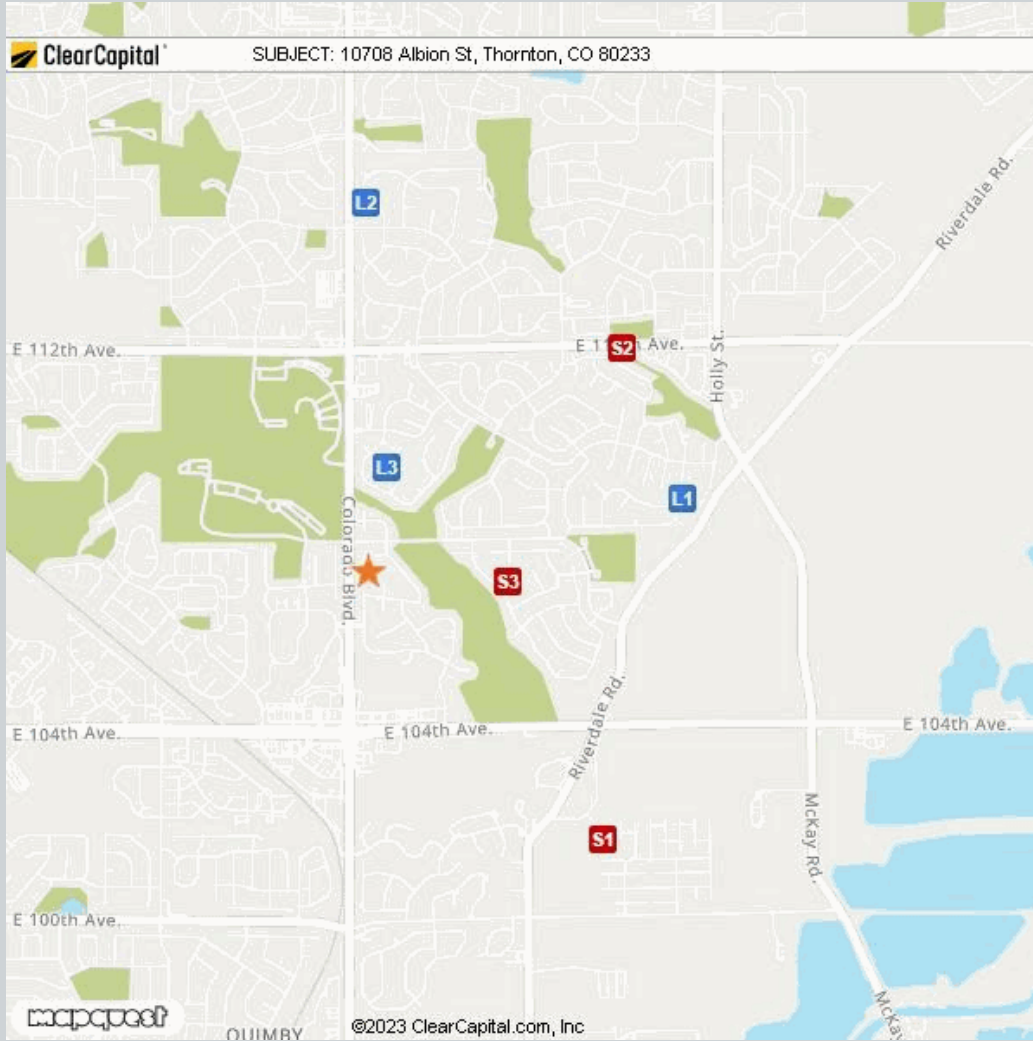 ClearCapital
SUBJECT: 10708 Albion St, Thornton, CO 80233
Riverdale Rd.
L2
E 112th Ave.
S2
Ave.
Holly St.
L3
L1
Colorado Blvd.
S3
E 104th Ave.
E 104th Ave.
E 104th Ave.
Riverdale Rd.
McKay Rd.
S1
E 100th Ave.
McKay
mapquest
QUIMBY
©2023 ClearCapital.com, Inc